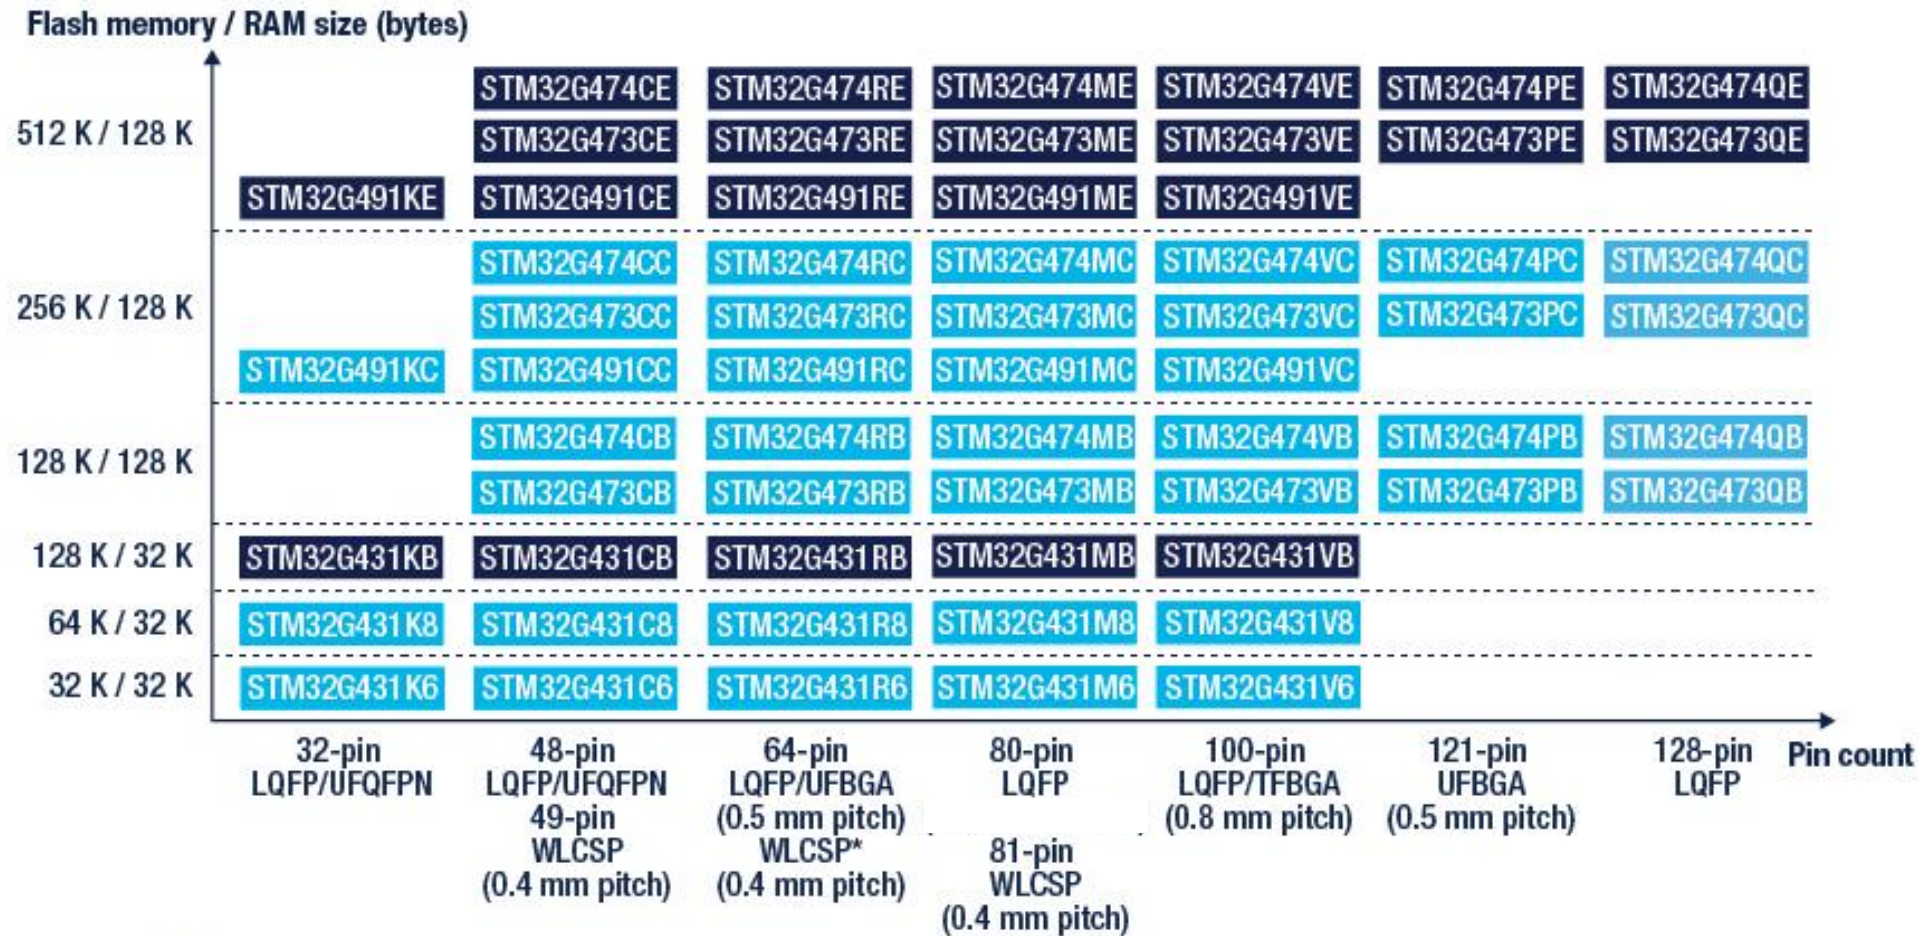 Flash memory / RAM size (bytes)
STM32G474CE STM32G474RE STM32G474ME STM32G474VE STM32G474PE STM32G474QE
512 K / 128 K STM32G473CE STM32G473RE STM32G473ME STM32G473VE STM32G473PE STM32G473QE
STM32G491KE STM32G491CE STM32G491RE STM32G491ME STM32G491VE
STM32G474CC STM32G474RC STM32G474MC STM32G474VC STM32G474PC STM32G474QC
256 K / 128 K STM32G473CC STM32G473RC STM32G473MC STM32G473VC STM32G473PC STM32G473QC
STM32G491KC STM32G491CC STM32G491RC STM32G491MC STM32G491VC
STM32G474CB STM32G474RB STM32G474MB STM32G474VB STM32G474PB STM32G474QB
128 K / 128 K
STM32G473CB STM32G473RB STM32G473MB STM32G473VB STM32G473PB STM32G473QB
128 K / 32 K STM32G431KB STM32G431CB STM32G431RB STM32G431MB STM32G431VB
64 K / 32 K STM32G431K8 STM32G431C8 STM32G431R8 STM32G431M8 STM32G431V8
32 K / 32 K STM32G431K6 STM32G431C6 STM32G431R6 STM32G431M6 STM32G431V6
32-pin 48-pin 64-pin 80-pin 100-pin 121-pin 128-pin Pin count
LQFP/UFQFPN LQFP/UFQFPN LQFP/UFBGA LQFP LQFP/TFBGA UFBGA LQFP
49-pin (0.5 mm pitch) (0.8 mm pitch) (0.5 mm pitch)
WLCSP WLCSP* 81-pin
(0.4 mm pitch) (0.4 mm pitch) WLCSP
(0.4 mm pitch)